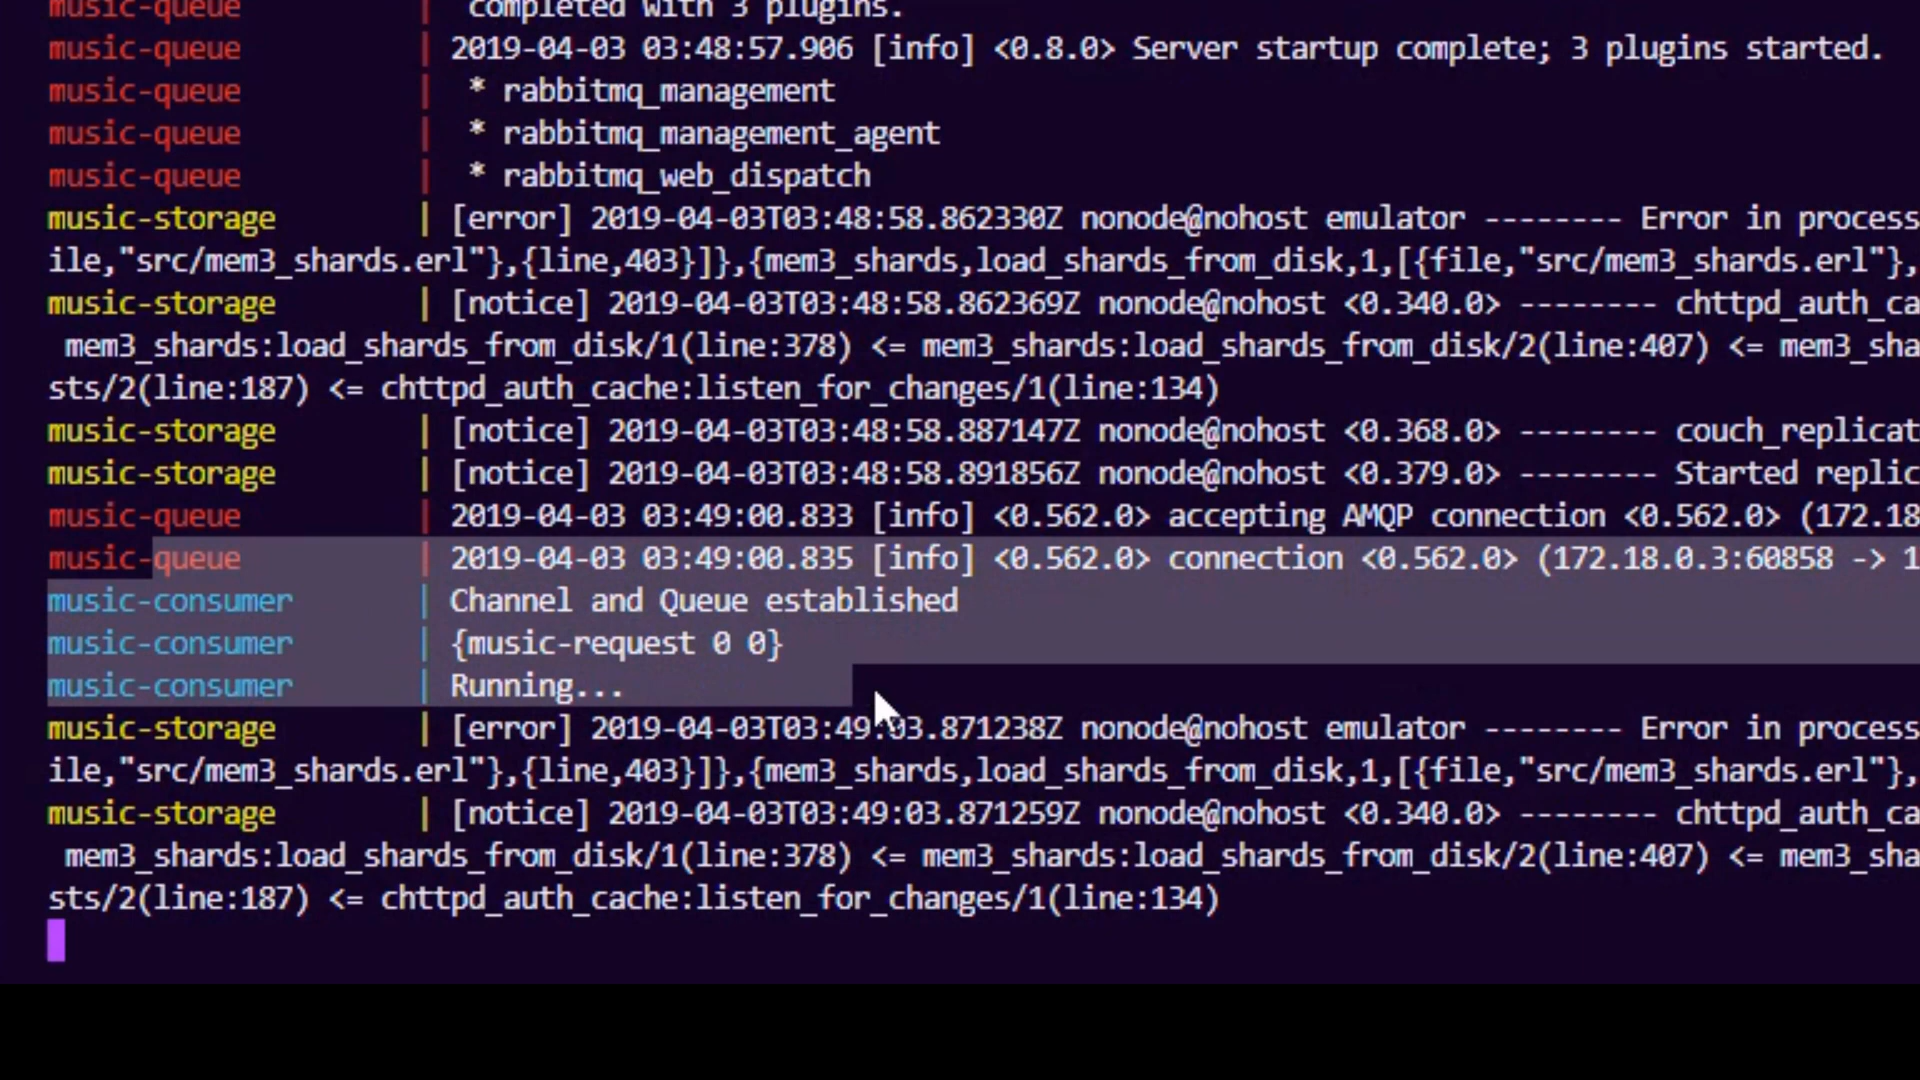 music-queue | completed with 3 plugins.
music-queue | 2019-04-03 03:48:57.906 [info] <0.8.0> Server startup complete; 3 plugins started.
music-queue | * rabbitmq_management
music-queue | * rabbitmq_management_agent
music-queue | * rabbitmq_web_dispatch
music-storage | [error] 2019-04-03T03:48:58.862330Z nonode@nohost emulator -------- Error in process
ile,"src/mem3_shards.erl"},{line,403}]},{mem3_shards,load_shards_from_disk,1,[{file,"src/mem3_shards.erl"},
music-storage | [notice] 2019-04-03T03:48:58.862369Z nonode@nohost <0.340.0> -------- chttpd_auth_ca
mem3_shards:load_shards_from_disk/1(line:378) <= mem3_shards:load_shards_from_disk/2(line:407) <= mem3_sha
sts/2(line:187) <= chttpd_auth_cache:listen_for_changes/1(line:134)
music-storage | [notice] 2019-04-03T03:48:58.887147Z nonode@nohost <0.368.0> -------- couch_replicat
music-storage | [notice] 2019-04-03T03:48:58.891856Z nonode@nohost <0.379.0> -------- Started replic
music-queue | 2019-04-03 03:49:00.833 [info] <0.562.0> accepting AMQP connection <0.562.0> (172.18
music-queue | 2019-04-03 03:49:00.835 [info] <0.562.0> connection <0.562.0> (172.18.0.3:60858 -> 1
music-consumer | Channel and Queue established
music-consumer | {music-request 0 0}
music-consumer | Running...
music-storage | [error] 2019-04-03T03:49:03.871238Z nonode@nohost emulator -------- Error in process
ile,"src/mem3_shards.erl"},{line,403}]},{mem3_shards,load_shards_from_disk,1,[{file,"src/mem3_shards.erl"},
music-storage | [notice] 2019-04-03T03:49:03.871259Z nonode@nohost <0.340.0> -------- chttpd_auth_ca
mem3_shards:load_shards_from_disk/1(line:378) <= mem3_shards:load_shards_from_disk/2(line:407) <= mem3_sha
sts/2(line:187) <= chttpd_auth_cache:listen_for_changes/1(line:134)